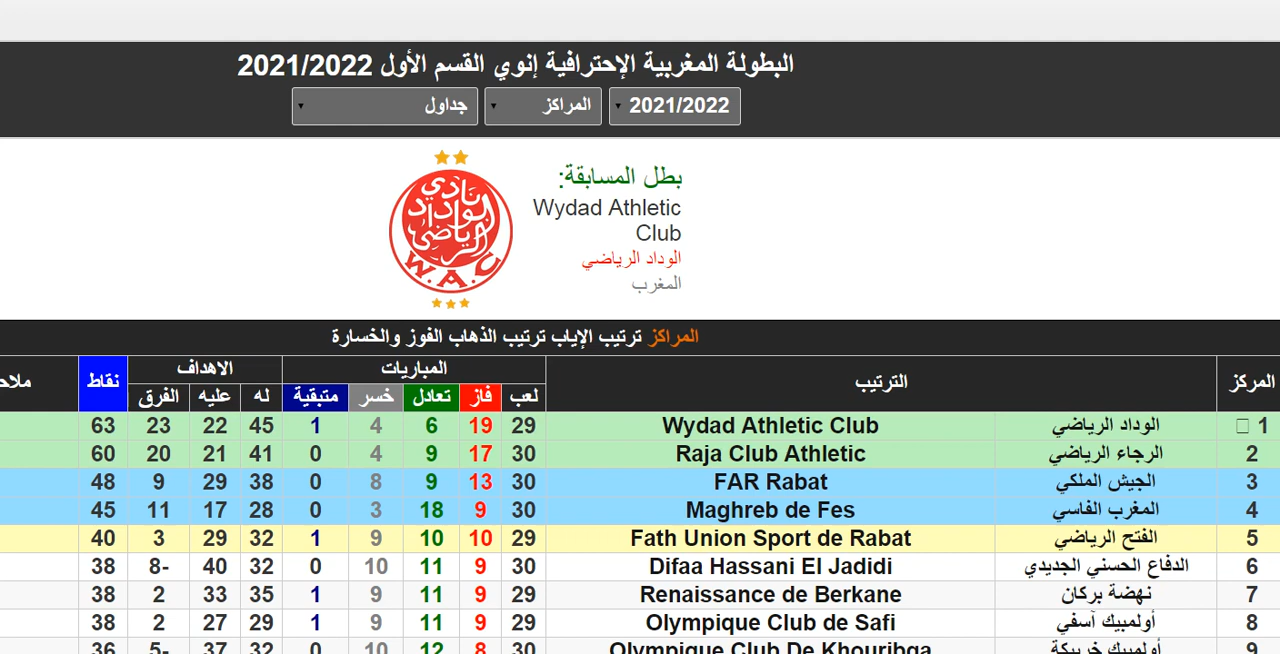 البطولة المغربية الإحترافية إنوي القسم الأول 2021/2022
2021/2022 المراكز جداول
بطل المسابقة:
Wydad Athletic
Club
الوداد الرياضي
المغرب
نادي
الوداد
الرياضي
W.A.C
المراكز ترتيب الإياب ترتيب الذهاب الفوز والخسارة
المركز الترتيب المباريات الاهداف نقاط
لعب فاز تعادل خسر متبقية له عليه الفرق
1 الوداد الرياضي Wydad Athletic Club 29 19 6 4 1 45 22 23 63
2 الرجاء الرياضي Raja Club Athletic 30 17 9 4 0 41 21 20 60
3 الجيش الملكي FAR Rabat 30 13 9 8 0 38 29 9 48
4 المغرب الفاسي Maghreb de Fes 30 9 18 3 0 28 17 11 45
5 الفتح الرياضي Fath Union Sport de Rabat 29 10 10 9 1 32 29 3 40
6 الدفاع الحسني الجديدي Difaa Hassani El Jadidi 30 9 11 10 0 32 40 8- 38
7 نهضة بركان Renaissance de Berkane 29 9 11 9 1 35 33 2 38
8 أولمبيك آسفي Olympique Club de Safi 29 9 11 9 1 29 27 2 38
9 أولمبيك خريبكة Olympique Club De Khouribga 30 8 12 10 0 32 37 5- 36